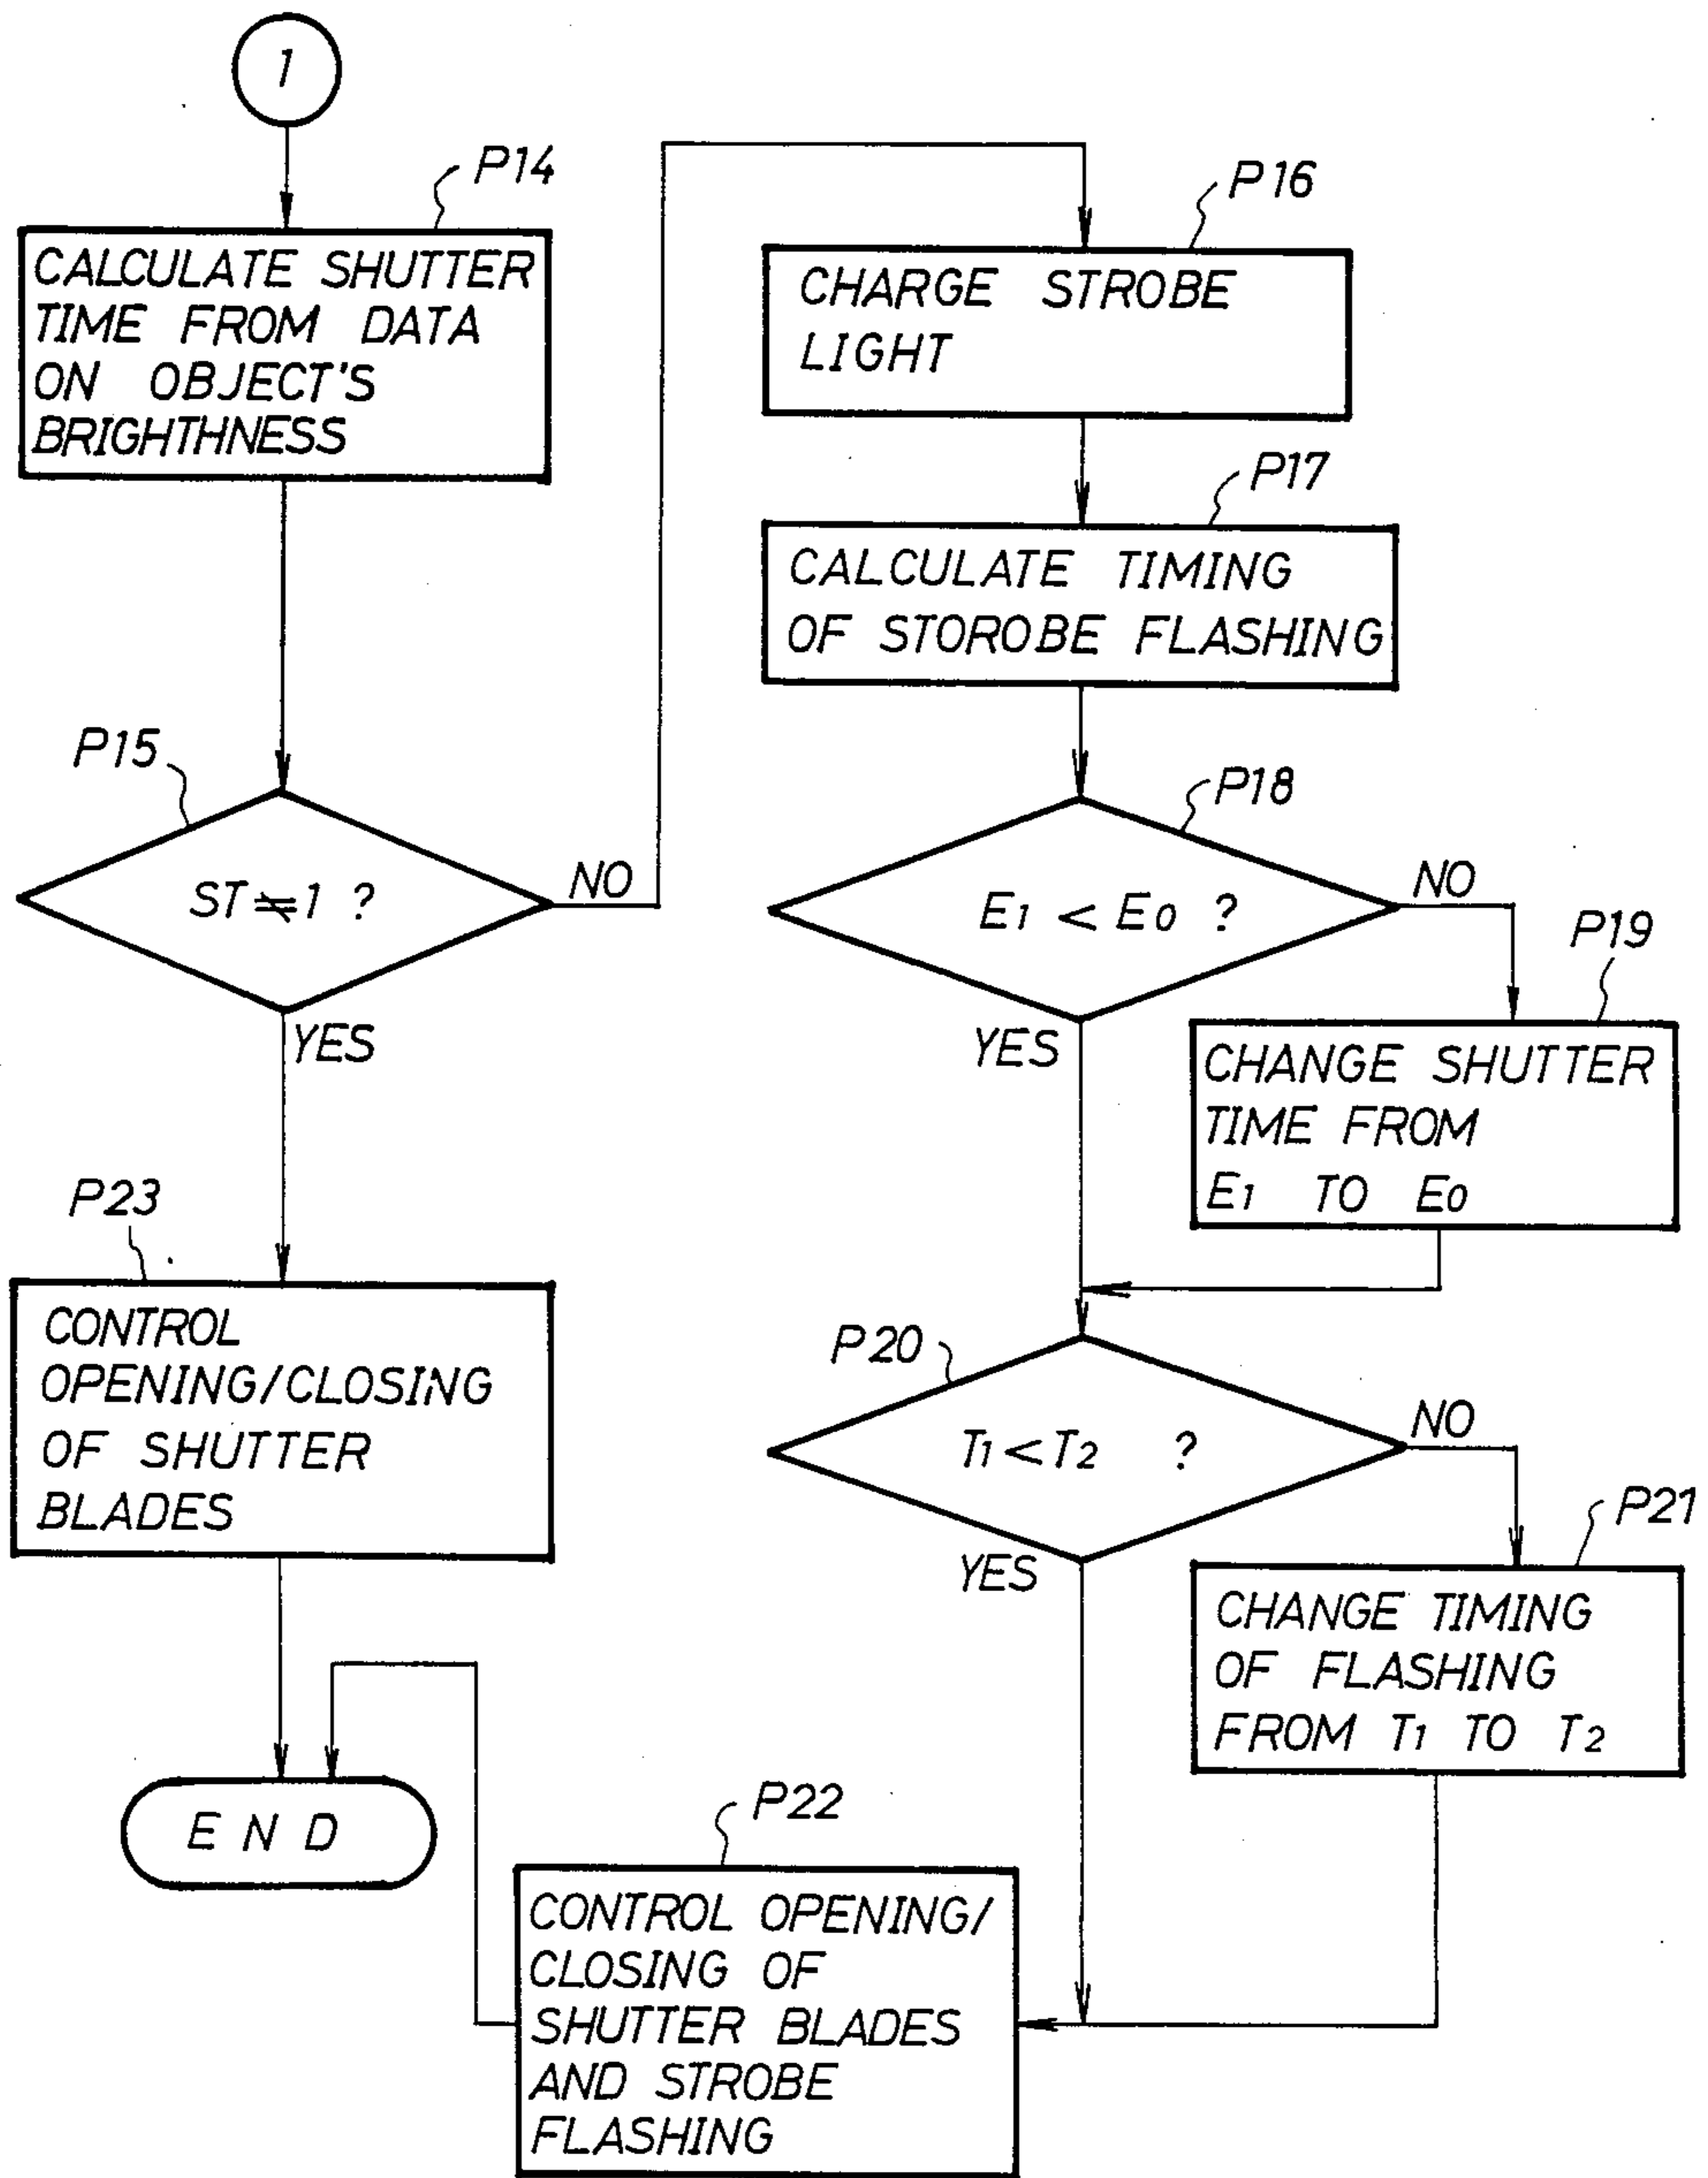 1
P14
CALCULATE SHUTTER
TIME FROM DATA
ON OBJECT'S
BRIGHTHNESS
P15
ST≠1 ?
NO
YES
P23
CONTROL
OPENING/CLOSING
OF SHUTTER
BLADES
END
P16
CHARGE STROBE
LIGHT
P17
CALCULATE TIMING
OF STOROBE FLASHING
P18
E1 < E0 ?
NO
YES
P19
CHANGE SHUTTER
TIME FROM
E1 TO E0
P20
T1 < T2 ?
NO
YES
P21
CHANGE TIMING
OF FLASHING
FROM T1 TO T2
P22
CONTROL OPENING/
CLOSING OF
SHUTTER BLADES
AND STROBE
FLASHING